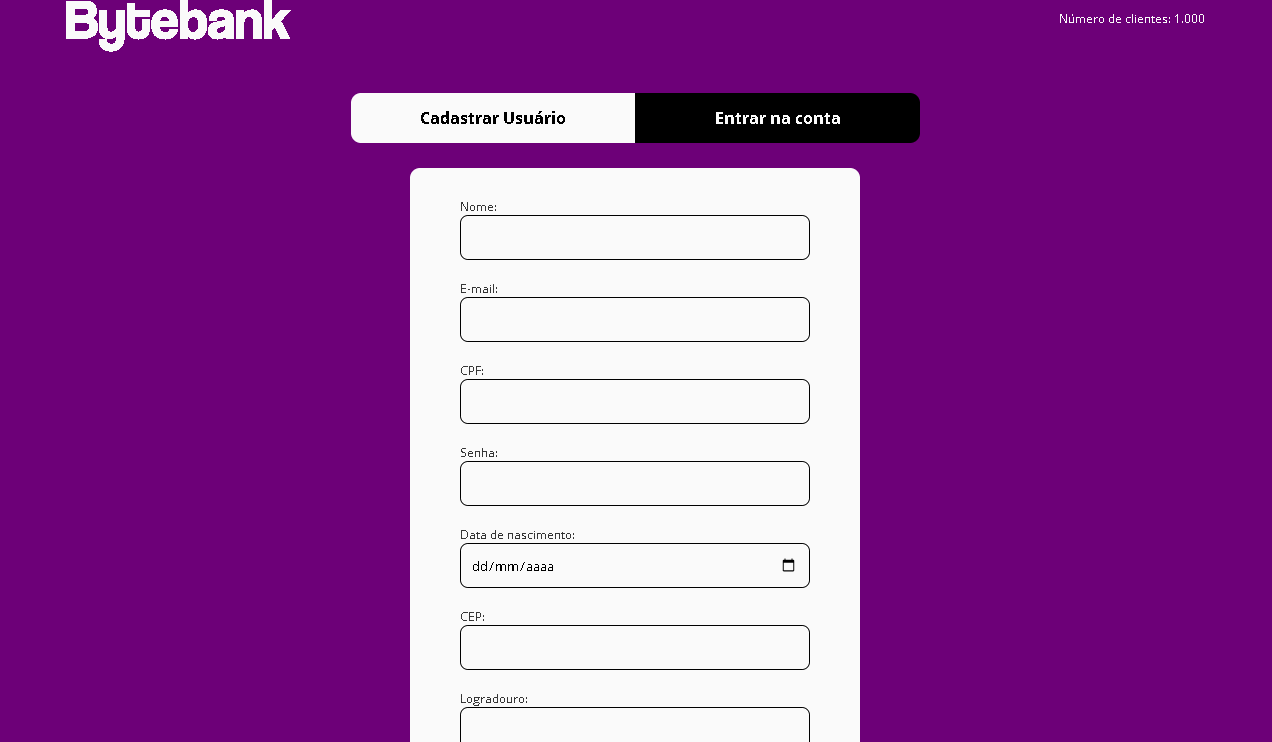 Bytebank
Número de clientes: 1.000
Cadastrar Usuário
Entrar na conta
Nome:
E-mail:
CPF:
Senha:
Data de nascimento:
dd/mm/aaaa
CEP:
Logradouro: